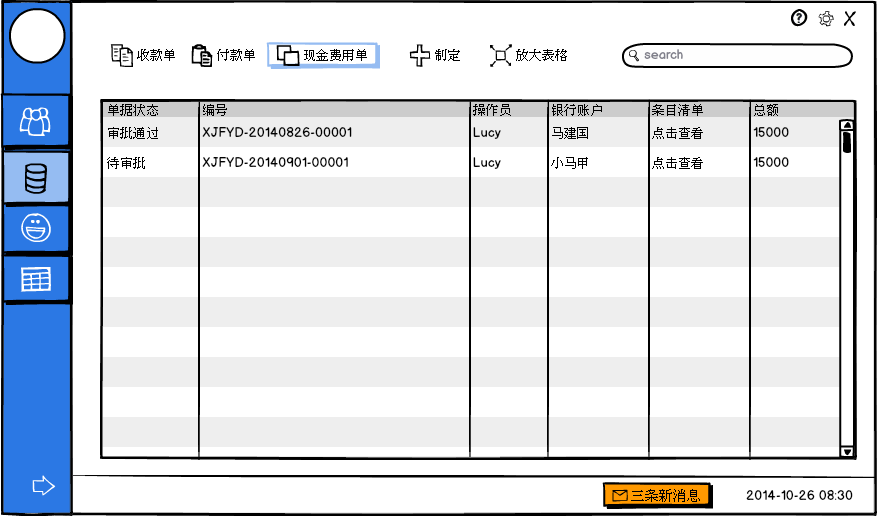 收款单 付款单 现金费用单 制定 放大表格 search
单据状态 编号 操作员 银行账户 条目清单 总额
审批通过 XJFYD-20140826-00001 Lucy 马建国 点击查看 15000
待审批 XJFYD-20140901-00001 Lucy 小马甲 点击查看 15000
三条新消息 2014-10-26 08:30